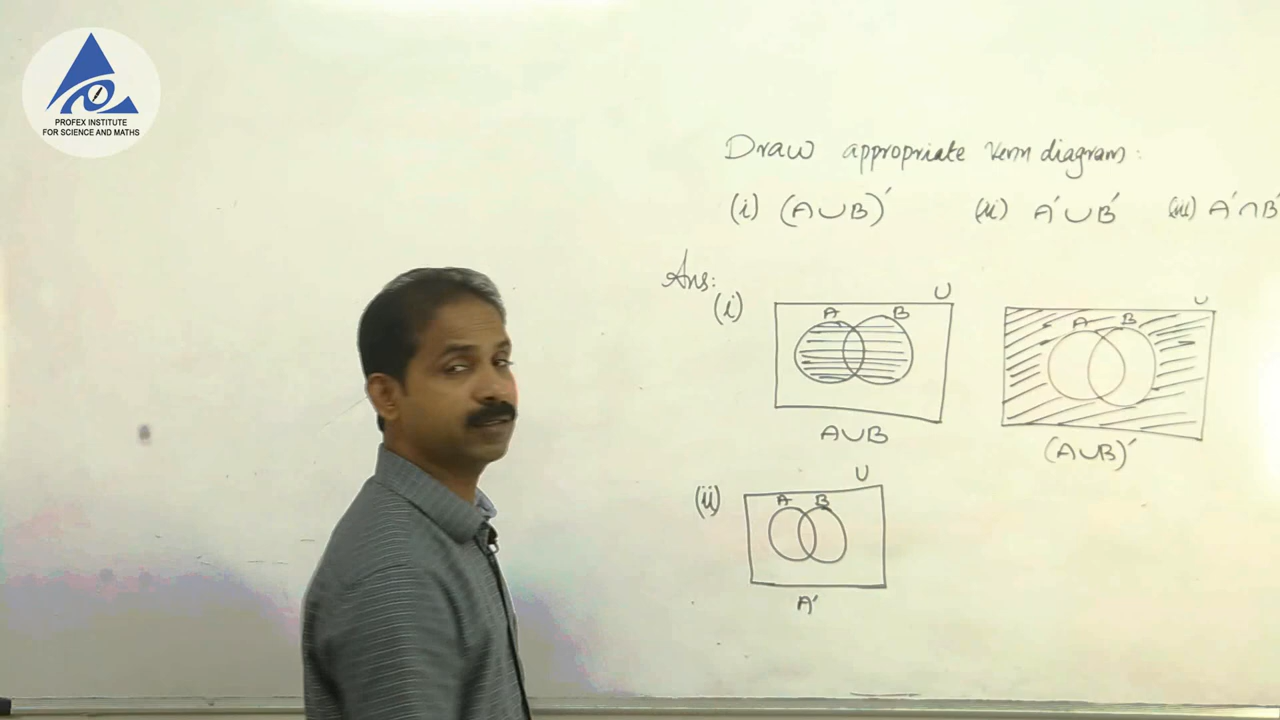 PROFEX INSTITUTE
FOR SCIENCE AND MATHS
Draw appropriate Venn diagram:
(i) (A∪B)′ (ii) A′∪B′ (iii) A′∩B′
Ans:
(i)
U
A B
A∪B
U
A B
(A∪B)′
(ii)
U
A B
A′